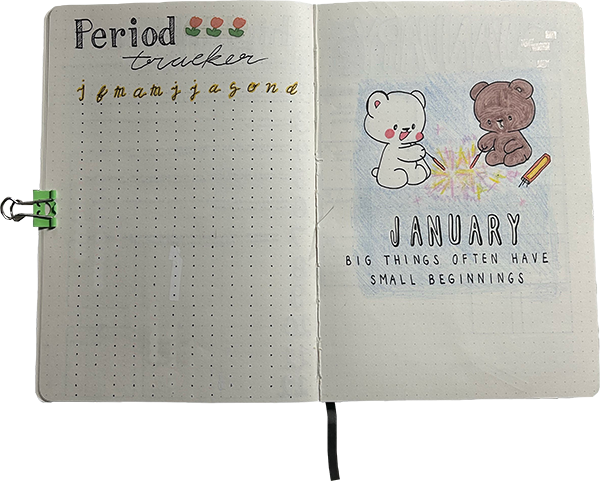 Period
tracker
j f m a m j j a s o n d
JANUARY
BIG THINGS OFTEN HAVE
SMALL BEGINNINGS